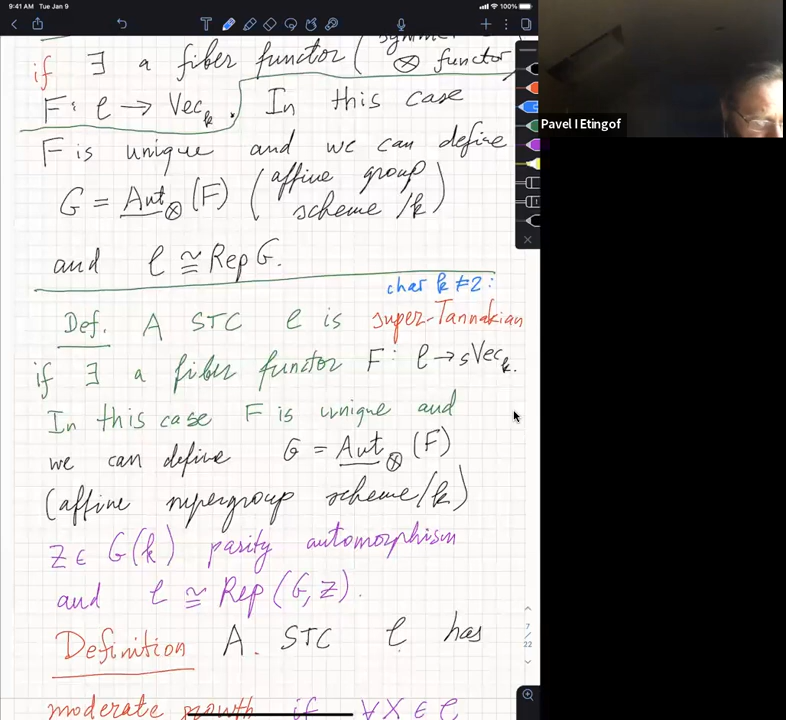 9:41 AM Tue Jan 9
100%
if ∃ a fiber functor (symmetric
⊗ functor)
F: C → Vec_k. In this case
F is unique and we can define
G = Aut_⊗ (F) (affine group
scheme /k)
and C ≅ Rep G.
char k ≠ 2:
Def. A STC C is super-Tannakian
if ∃ a fiber functor F: C → sVec_k.
In this case F is unique and
we can define G = Aut_⊗ (F)
(affine supergroup scheme/k)
z ∈ G(k) parity automorphism
and C ≅ Rep (G, z).
Definition A. STC C has
moderate growth if ∀ X ∈ C
Pavel I Etingof
7
/
22